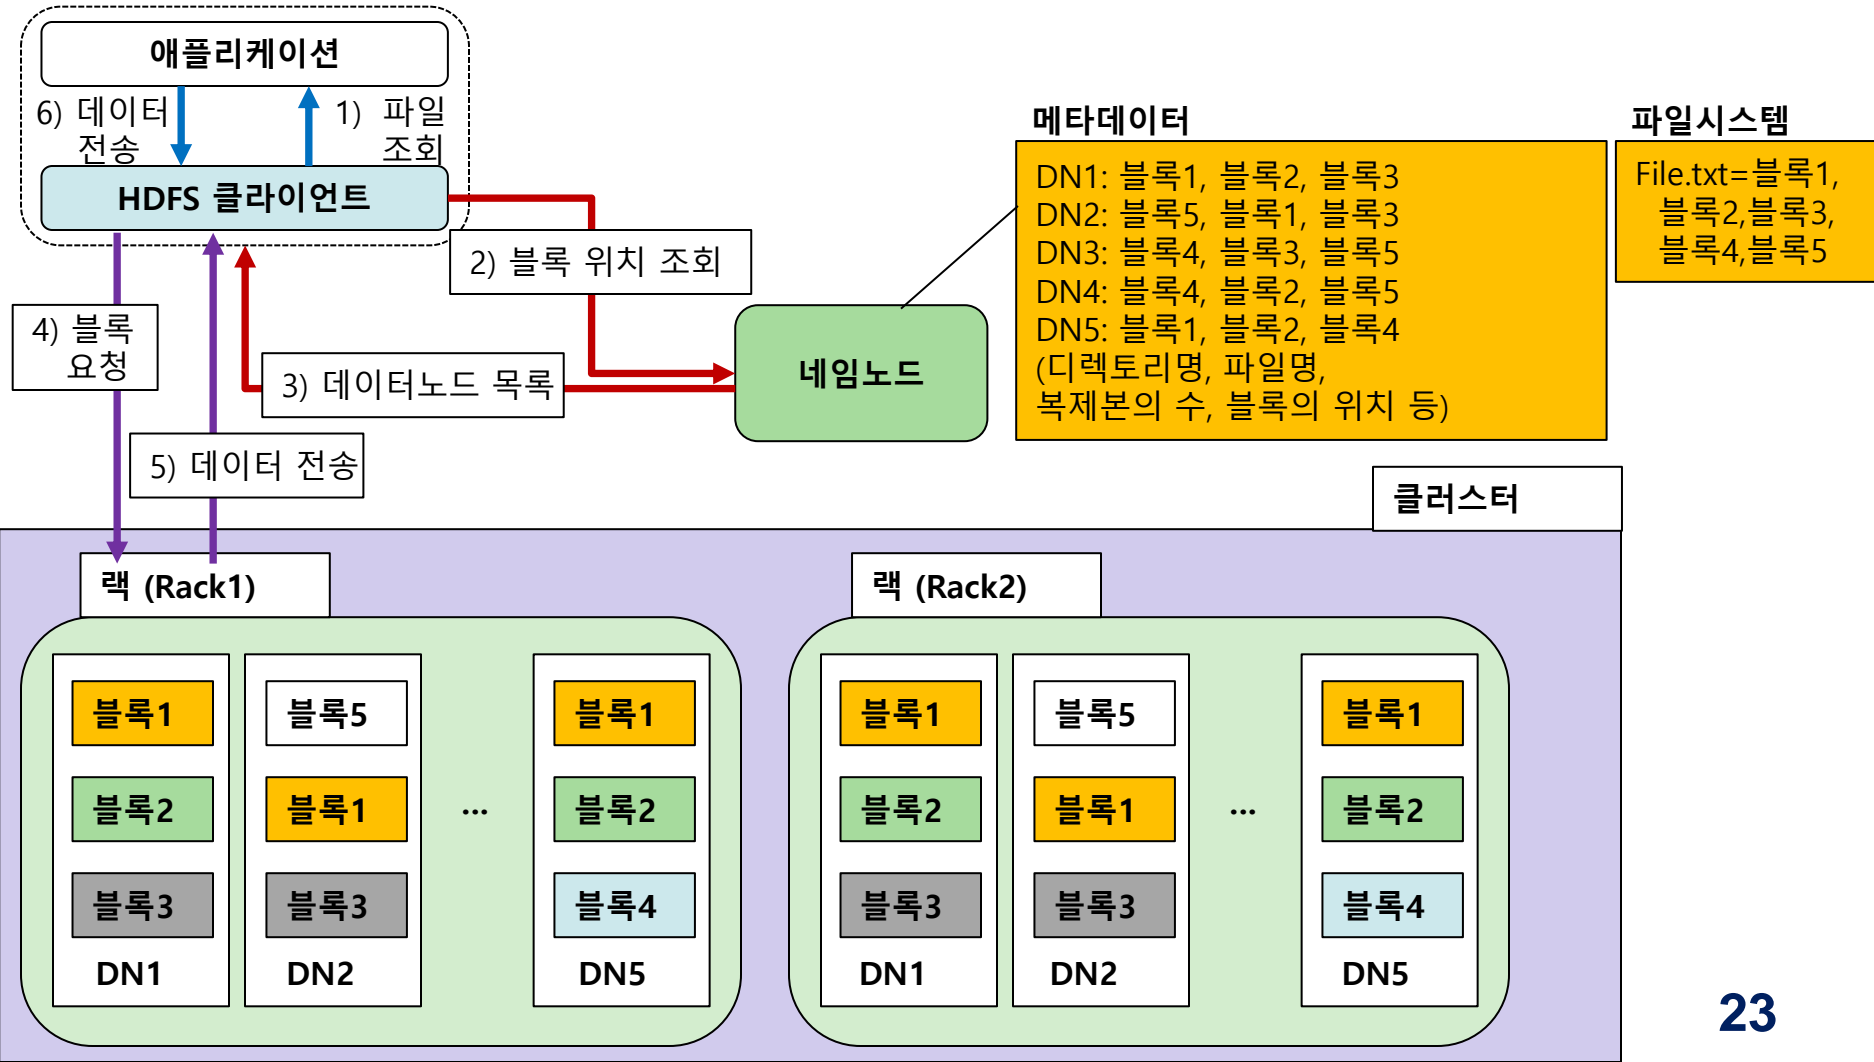 애플리케이션
6) 데이터
전송
1) 파일
조회
HDFS 클라이언트
2) 블록 위치 조회
4) 블록
요청
3) 데이터노드 목록
5) 데이터 전송
네임노드
메타데이터
DN1: 블록1, 블록2, 블록3
DN2: 블록5, 블록1, 블록3
DN3: 블록4, 블록3, 블록5
DN4: 블록4, 블록2, 블록5
DN5: 블록1, 블록2, 블록4
(디렉토리명, 파일명,
복제본의 수, 블록의 위치 등)
파일시스템
File.txt=블록1,
블록2,블록3,
블록4,블록5
클러스터
랙 (Rack1)
블록1
블록2
블록3
DN1
블록5
블록1
블록3
DN2
...
블록1
블록2
블록4
DN5
랙 (Rack2)
블록1
블록2
블록3
DN1
블록5
블록1
블록3
DN2
...
블록1
블록2
블록4
DN5
23